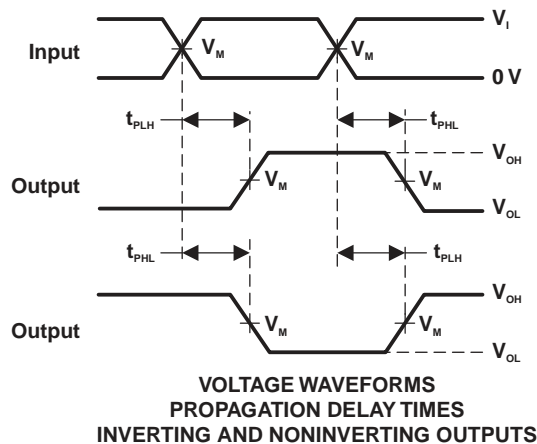 V_I
Input
V_M
V_M
0 V
t_PLH
t_PHL
V_OH
Output
V_M
V_M
V_OL
t_PHL
t_PLH
V_OH
Output
V_M
V_M
V_OL
VOLTAGE WAVEFORMS
PROPAGATION DELAY TIMES
INVERTING AND NONINVERTING OUTPUTS